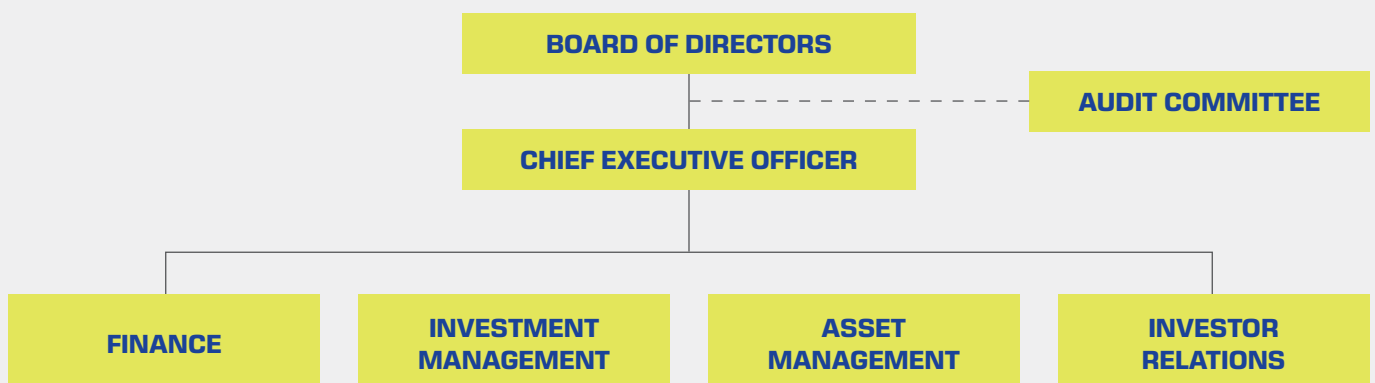 BOARD OF DIRECTORS
AUDIT COMMITTEE
CHIEF EXECUTIVE OFFICER
FINANCE
INVESTMENT
MANAGEMENT
ASSET
MANAGEMENT
INVESTOR
RELATIONS